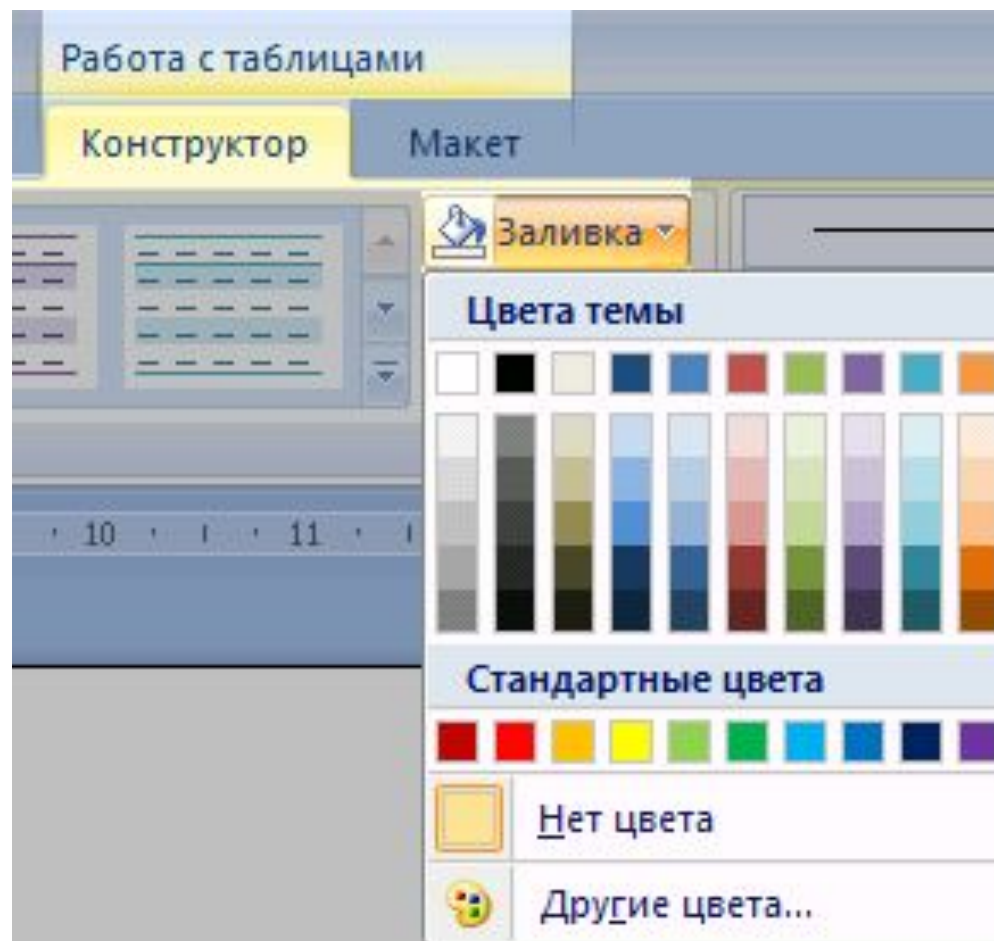 Работа с таблицами
Конструктор Макет
Заливка
Цвета темы
10 11
Стандартные цвета
Нет цвета
Другие цвета...